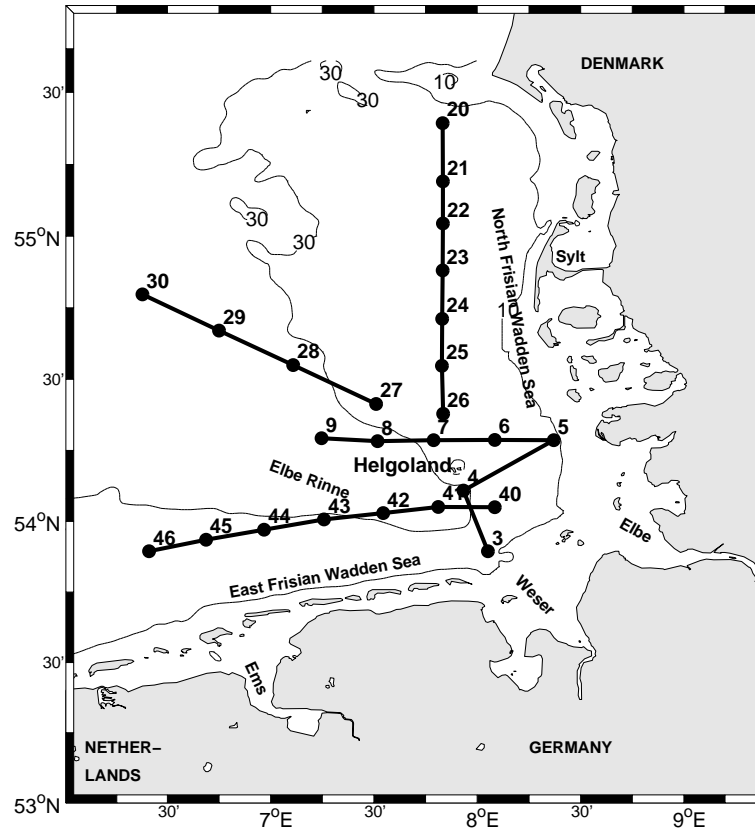 DENMARK
30
10
30
30'
20
21
22
30
30
55°N
North Frisian Wadden Sea
Sylt
23
30
29
24
10
28
25
30'
27
26
9
8
7
6
5
Helgoland
4
Elbe Rinne
46
45
44
43
42
41
40
54°N
3
Elbe
East Frisian Wadden Sea
Weser
30'
Ems
NETHER–
LANDS
GERMANY
53°N
30'
7°E
30'
8°E
30'
9°E